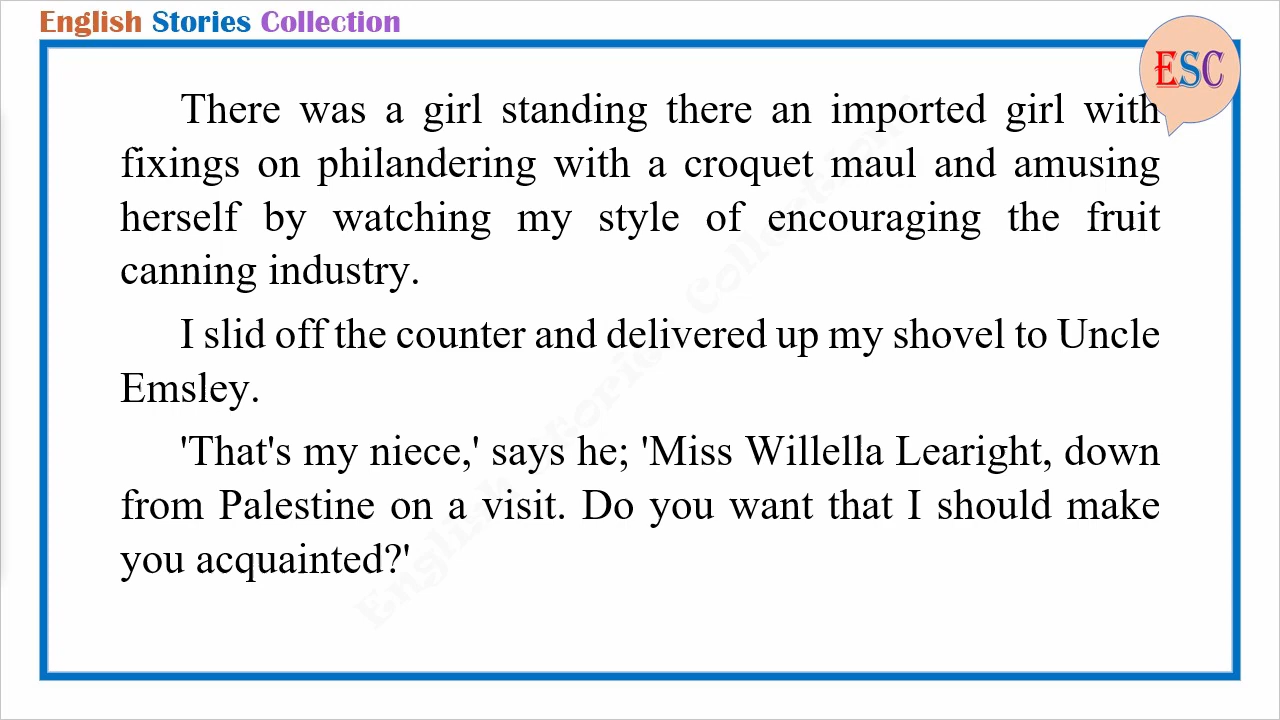 English Stories Collection
ESC
There was a girl standing there an imported girl with
fixings on philandering with a croquet maul and amusing
herself by watching my style of encouraging the fruit
canning industry.
I slid off the counter and delivered up my shovel to Uncle
Emsley.
'That's my niece,' says he; 'Miss Willella Learight, down
from Palestine on a visit. Do you want that I should make
you acquainted?'
English Stories Collection